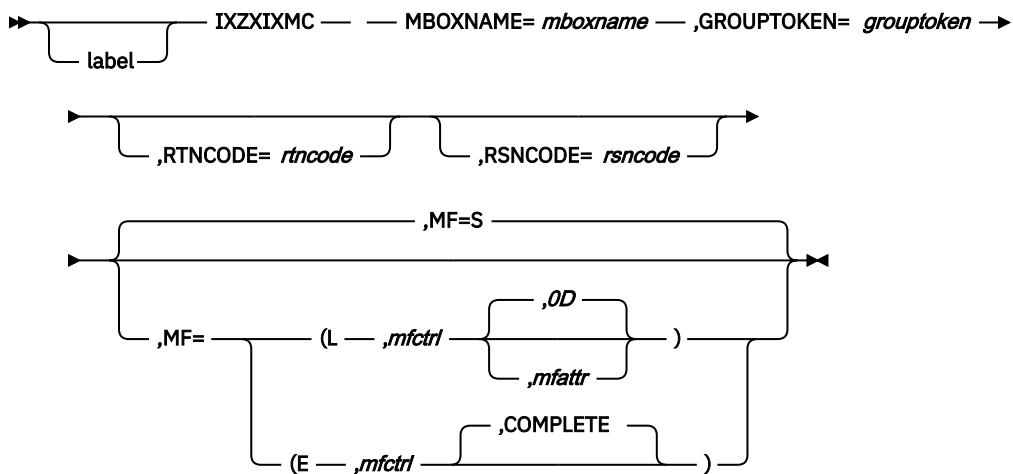 IXZXIXMC MBOXNAME= mboxname ,GROUPTOKEN= grouptoken
label
,RTNCODE= rtncode ,RSNCODE= rsncode
,MF=S
,0D
,MF= (L ,mfctrl )
,mfattr
,COMPLETE
(E ,mfctrl )